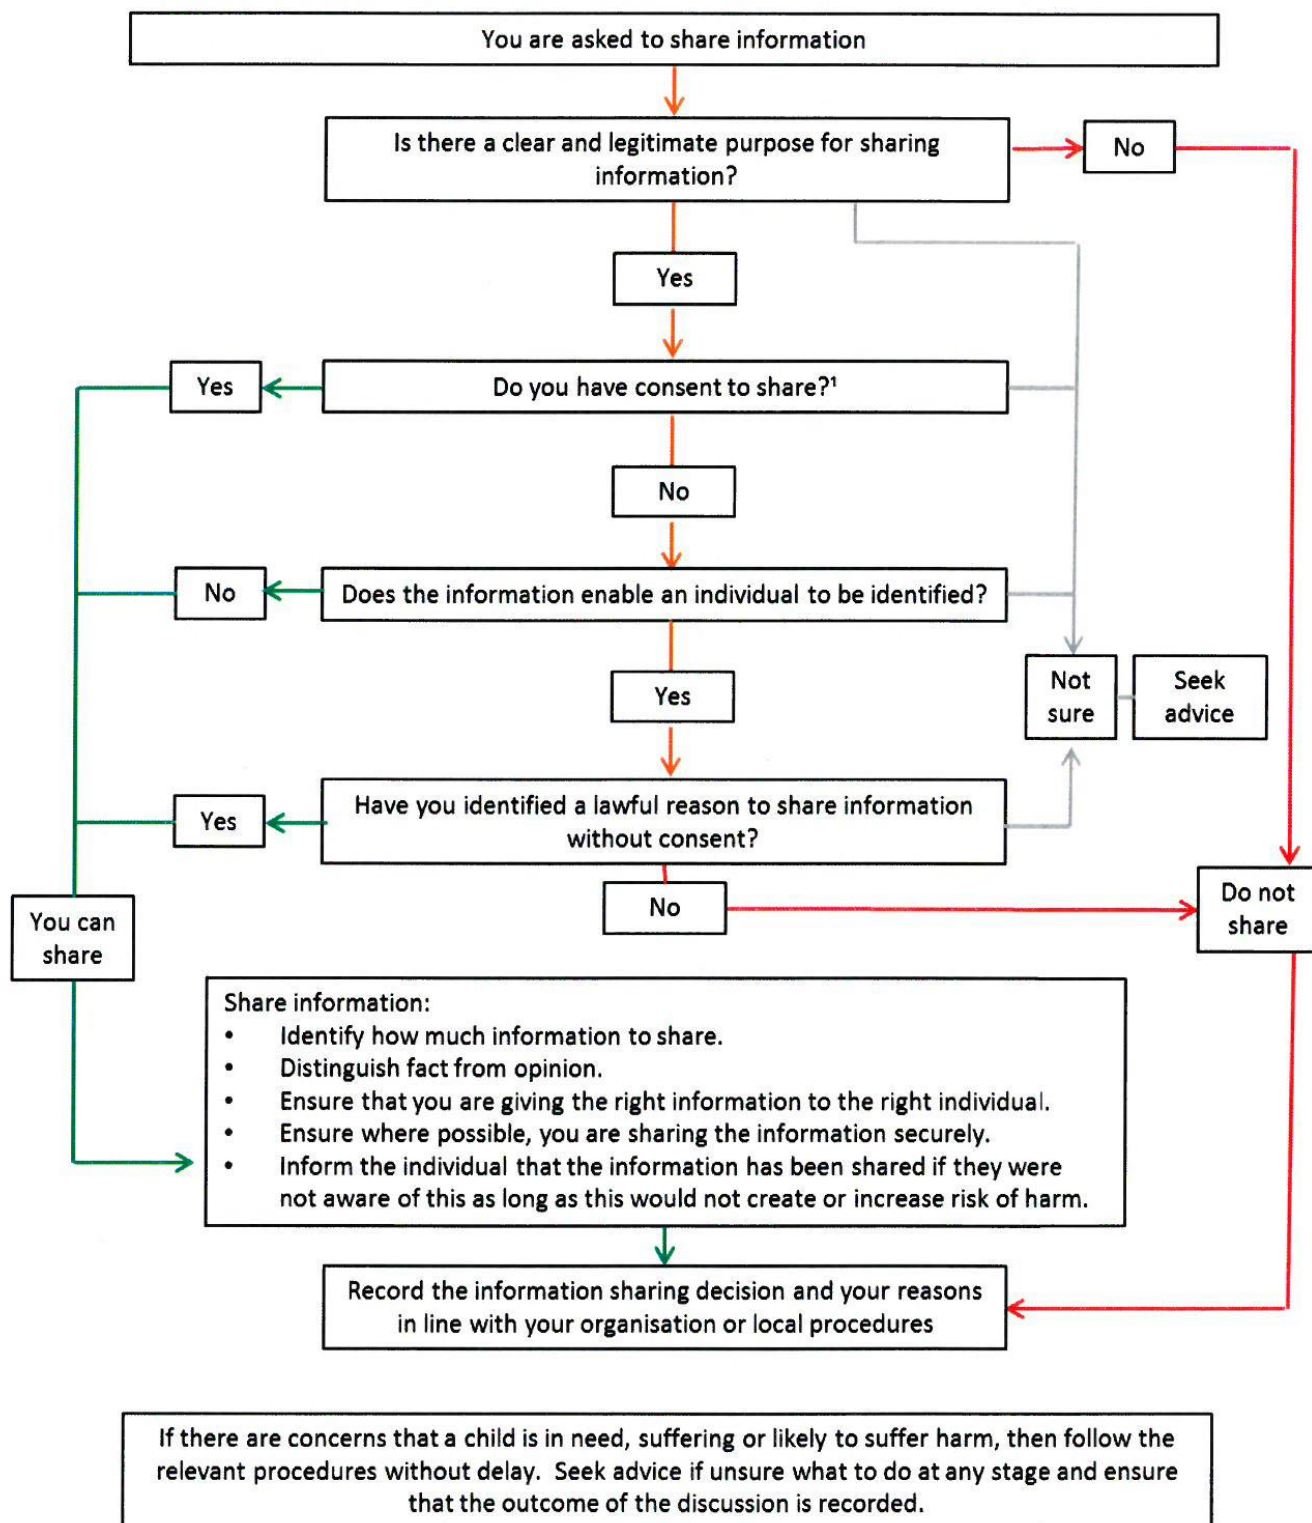 You are asked to share information
Is there a clear and legitimate purpose for sharing
information?
No
Yes
Yes
Do you have consent to share?¹
No
No
Does the information enable an individual to be identified?
Yes
Not
sure
Seek
advice
Yes
Have you identified a lawful reason to share information
without consent?
No
Do not
share
You can
share
Share information:
• Identify how much information to share.
• Distinguish fact from opinion.
• Ensure that you are giving the right information to the right individual.
• Ensure where possible, you are sharing the information securely.
• Inform the individual that the information has been shared if they were
not aware of this as long as this would not create or increase risk of harm.
Record the information sharing decision and your reasons
in line with your organisation or local procedures
If there are concerns that a child is in need, suffering or likely to suffer harm, then follow the
relevant procedures without delay.  Seek advice if unsure what to do at any stage and ensure
that the outcome of the discussion is recorded.